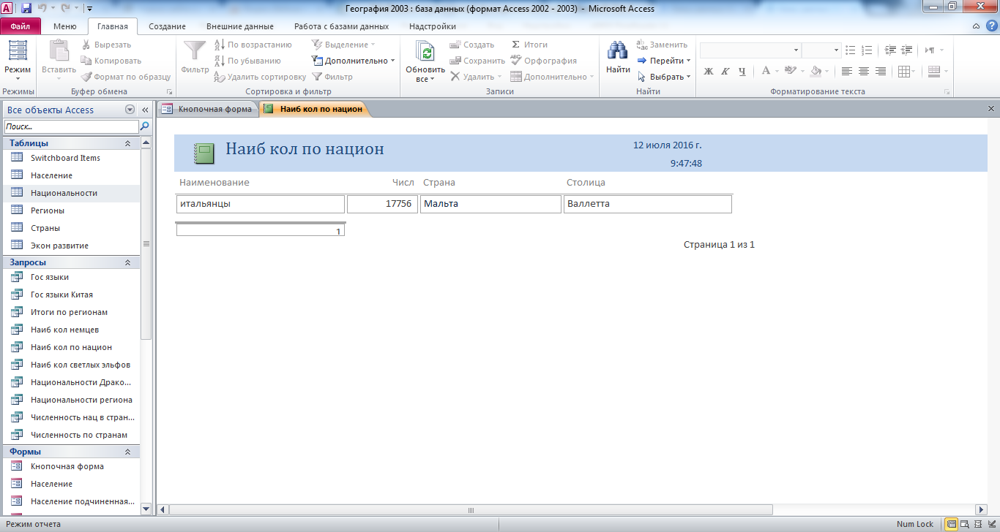 География 2003 : база данных (формат Access 2002 - 2003) - Microsoft Access
Файл Меню Главная Создание Внешние данные Работа с базами данных Надстройки
Режим
Режимы
Вставить
Вырезать
Копировать
Формат по образцу
Буфер обмена
Фильтр
По возрастанию
По убыванию
Удалить сортировку
Выделение
Дополнительно
Фильтр
Сортировка и фильтр
Обновить
все
Создать
Сохранить
Удалить
Итоги
Орфография
Дополнительно
Записи
Найти
Заменить
Перейти
Выбрать
Найти
Ж К Ч А
Форматирование текста
Все объекты Access
Поиск...
Таблицы
Switchboard Items
Население
Национальности
Регионы
Страны
Экон развитие
Запросы
Гос языки
Гос языки Китая
Итоги по регионам
Наиб кол немцев
Наиб кол по национ
Наиб кол светлых эльфов
Национальности Драко...
Национальности региона
Численность нац в стран...
Численность по странам
Формы
Кнопочная форма
Население
Население подчиненная...
Кнопочная форма Наиб кол по национ
Наиб кол по национ
12 июля 2016 г.
9:47:48
Наименование Числ Страна Столица
итальянцы 17756 Мальта Валлетта
1
Страница 1 из 1
Режим отчета Num Lock